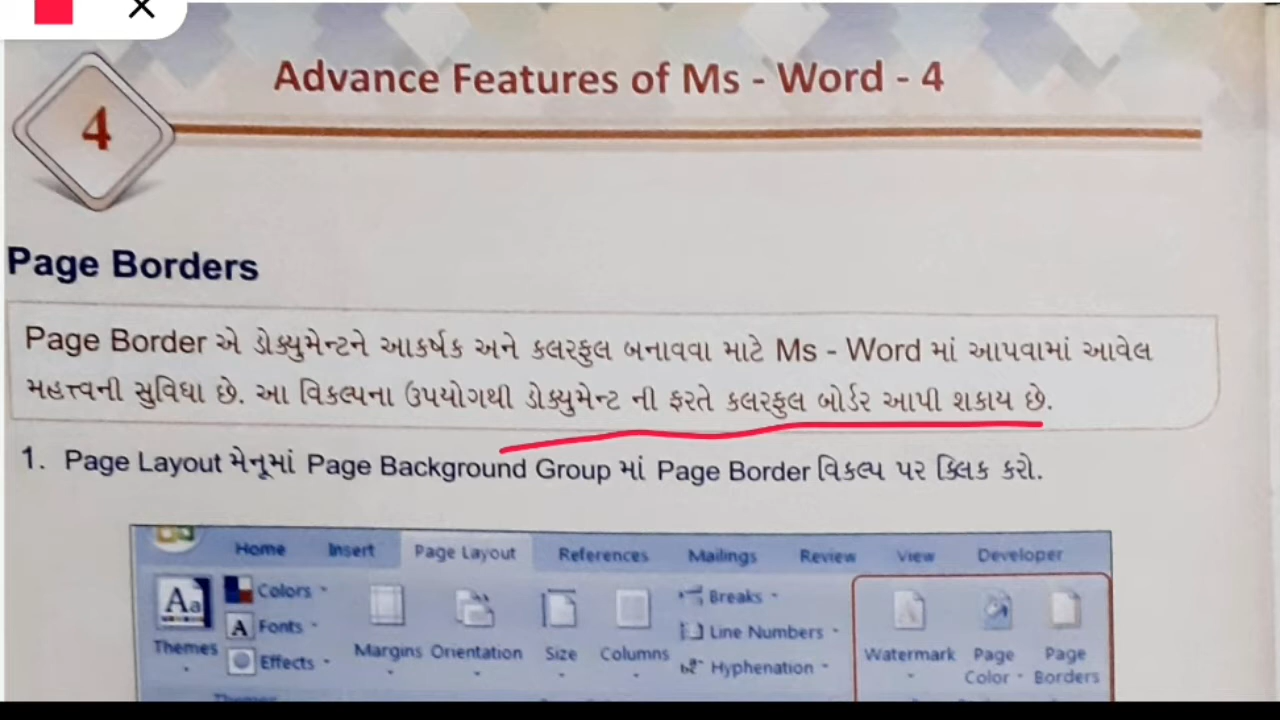 Advance Features of Ms - Word - 4
4
Page Borders
Page Border એ ડોક્યુમેન્ટને આકર્ષક અને કલરફુલ બનાવવા માટે Ms - Word માં આપવામાં આવેલ
મહત્ત્વની સુવિધા છે. આ વિકલ્પના ઉપયોગથી ડોક્યુમેન્ટ ની ફરતે કલરફુલ બોર્ડર આપી શકાય છે.
1. Page Layout મેનૂમાં Page Background Group માં Page Border વિકલ્પ પર ક્લિક કરો.
Home Insert Page Layout References Mailings Review View Developer
Aa Colors Breaks
A Fonts Line Numbers
Themes Effects Margins Orientation Size Columns Hyphenation Watermark Page Color Page Borders